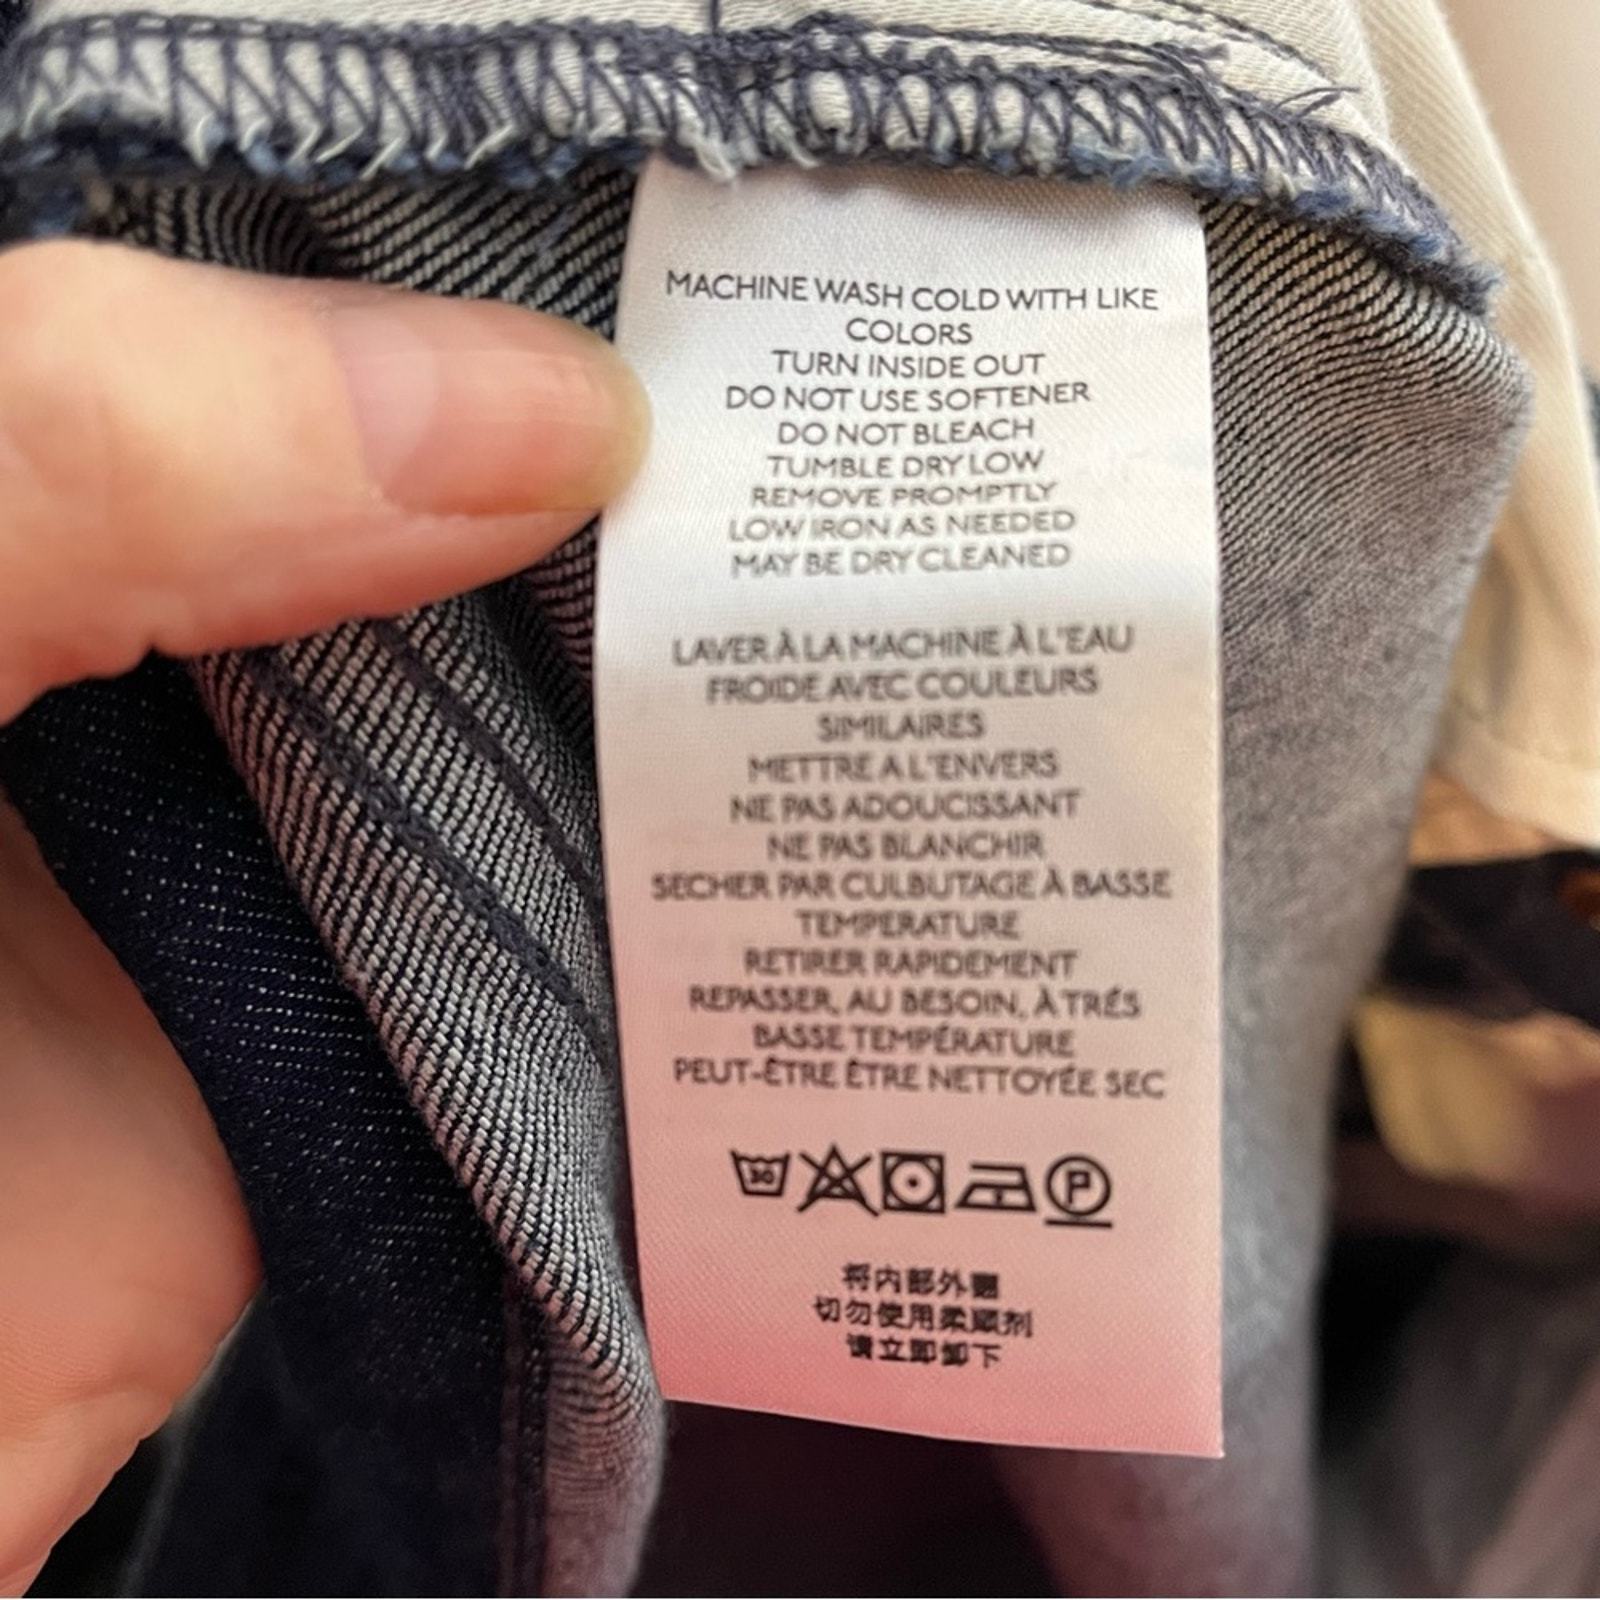 MACHINE WASH COLD WITH LIKE
COLORS
TURN INSIDE OUT
DO NOT USE SOFTENER
DO NOT BLEACH
TUMBLE DRY LOW
REMOVE PROMPTLY
LOW IRON AS NEEDED
MAY BE DRY CLEANED
LAVER À LA MACHINE À L'EAU
FROIDE AVEC COULEURS
SIMILAIRES
METTRE A L'ENVERS
NE PAS ADOUCISSANT
NE PAS BLANCHIR
SECHER PAR CULBUTAGE À BASSE
TEMPERATURE
RETIRER RAPIDEMENT
REPASSER, AU BESOIN, À TRÉS
BASSE TEMPÉRATURE
PEUT-ÊTRE ÊTRE NETTOYÉE SEC
30 P
将内部外翻
切勿使用柔顺剂
请立即卸下